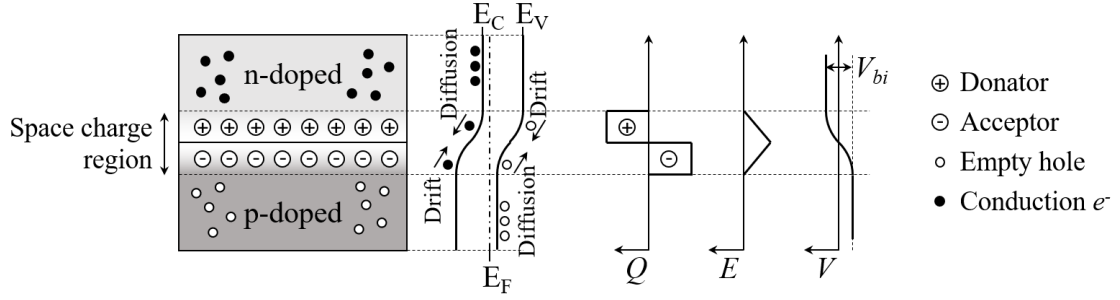 E_C
E_V
n-doped
Space charge
region
p-doped
Diffusion
Drift
Drift
Diffusion
E_F
Q
E
V
V_bi
+ Donator
- Acceptor
Empty hole
Conduction e⁻